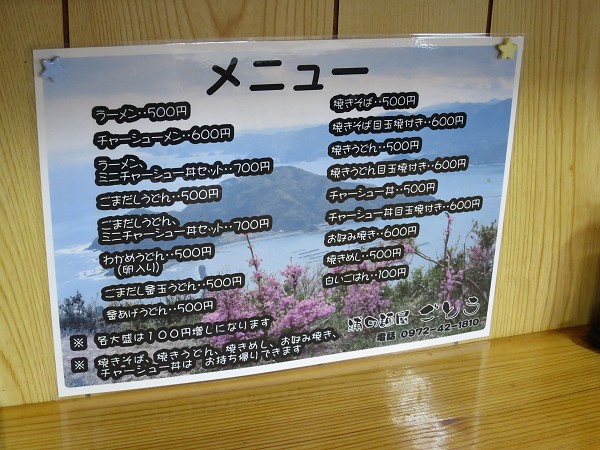 メニュー
ラーメン・・500円
チャーシューメン・・600円
ラーメン、
ミニチャーシュー丼セット・・700円
ごまだしうどん・・500円
ごまだしうどん、
ミニチャーシュー丼セット・・700円
わかめうどん・・500円
(卵入り)
ごまだし釜玉うどん・・500円
釜あげうどん・・500円
焼きそば・・500円
焼きそば目玉焼付き・・600円
焼きうどん・・500円
焼きうどん目玉焼付き・・600円
チャーシュー丼・・500円
チャーシュー丼目玉焼付き・・600円
お好み焼き・・600円
焼きめし・・500円
白いごはん・・100円
※ 各大盛は100円増しになります
※ 焼きそば、焼きうどん、焼きめし、お好み焼き、
チャーシュー丼は お持ち帰りできます
電話 0972-42-1810